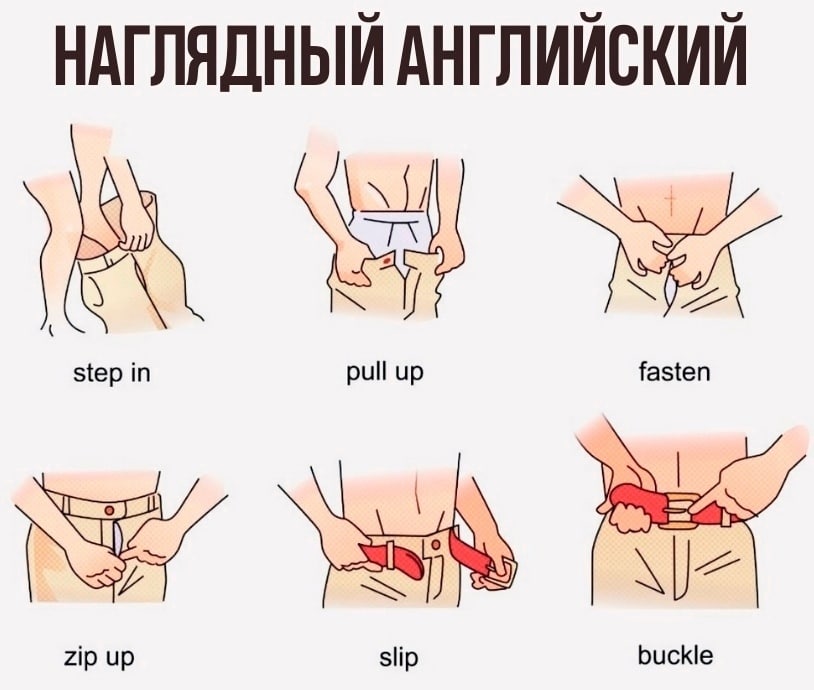 НАГЛЯДНЫЙ АНГЛИЙСКИЙ
step in
pull up
fasten
zip up
slip
buckle